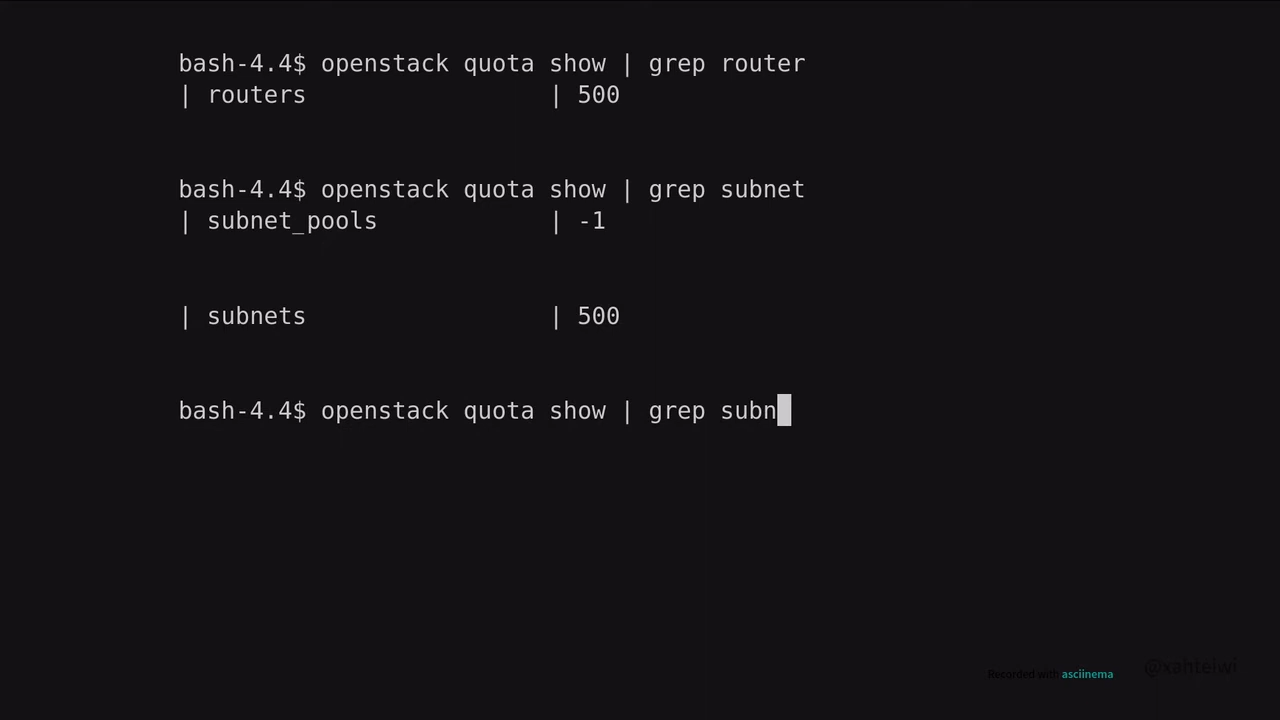 bash-4.4$ openstack quota show | grep router
| routers                 | 500
bash-4.4$ openstack quota show | grep subnet
| subnet_pools            | -1
| subnets                 | 500
bash-4.4$ openstack quota show | grep subn
Recorded with asciinema
@xahteiwi